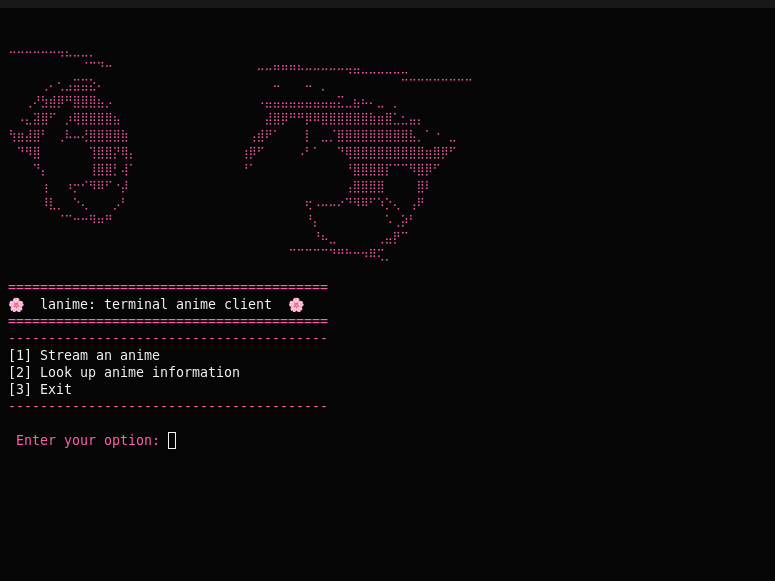 ========================================
🌸  lanime: terminal anime client  🌸
========================================
----------------------------------------
[1] Stream an anime
[2] Look up anime information
[3] Exit
----------------------------------------
Enter your option: